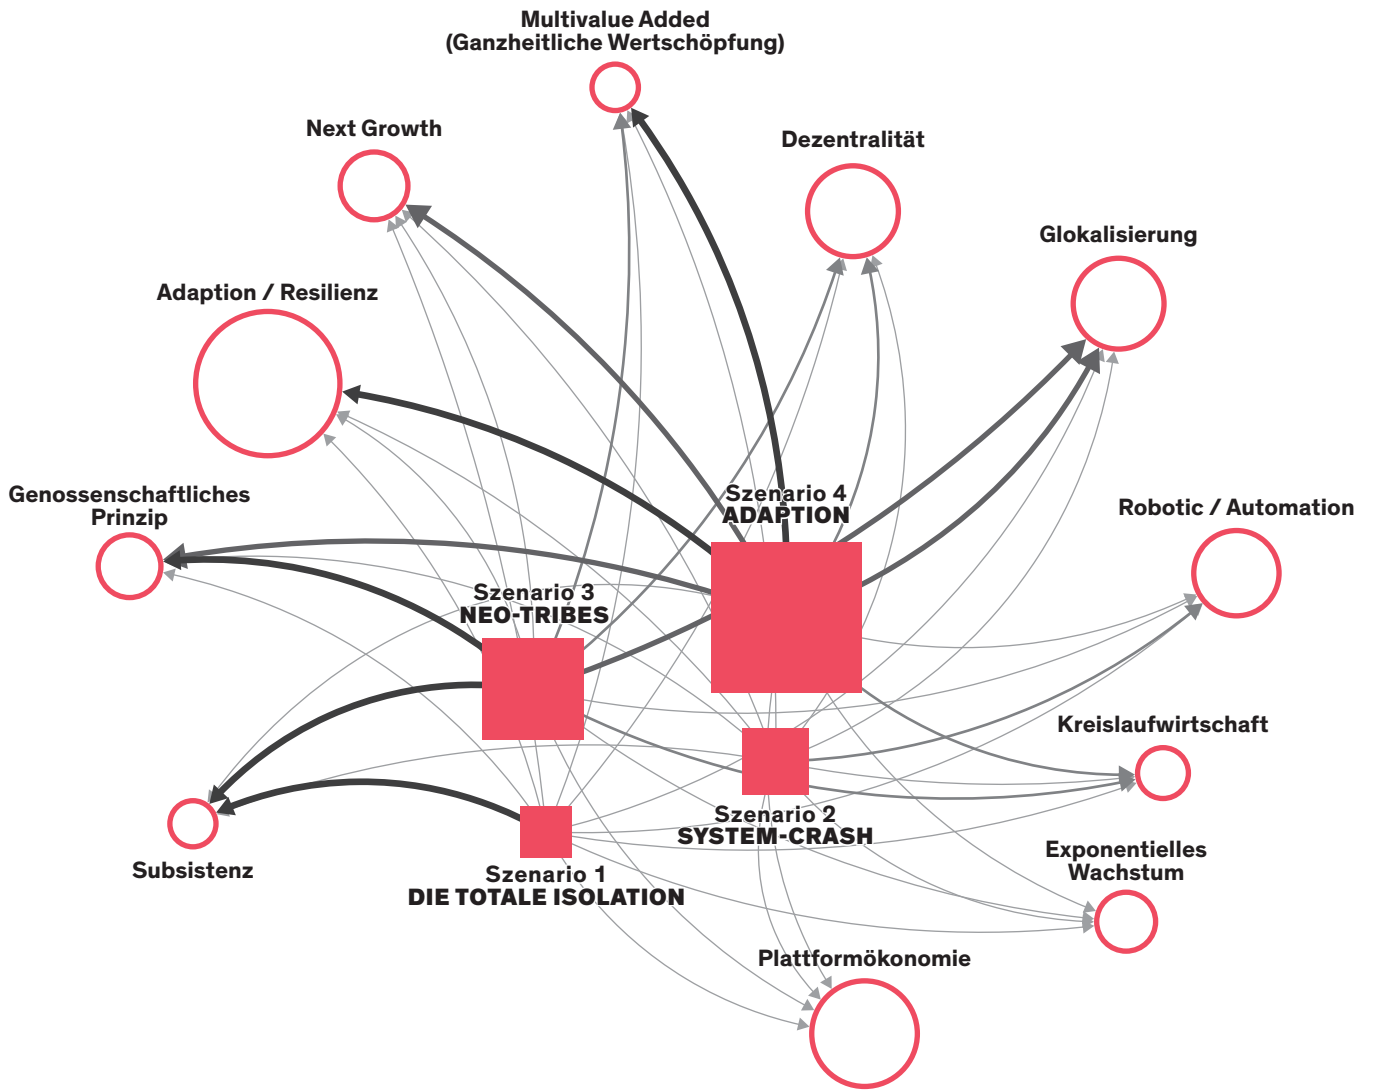 Multivalue Added
(Ganzheitliche Wertschöpfung)
Next Growth
Dezentralität
Glokalisierung
Adaption / Resilienz
Genossenschaftliches
Prinzip
Szenario 4
ADAPTION
Robotic / Automation
Szenario 3
NEO-TRIBES
Kreislaufwirtschaft
Szenario 2
SYSTEM-CRASH
Subsistenz
Szenario 1
DIE TOTALE ISOLATION
Exponentielles
Wachstum
Plattformökonomie